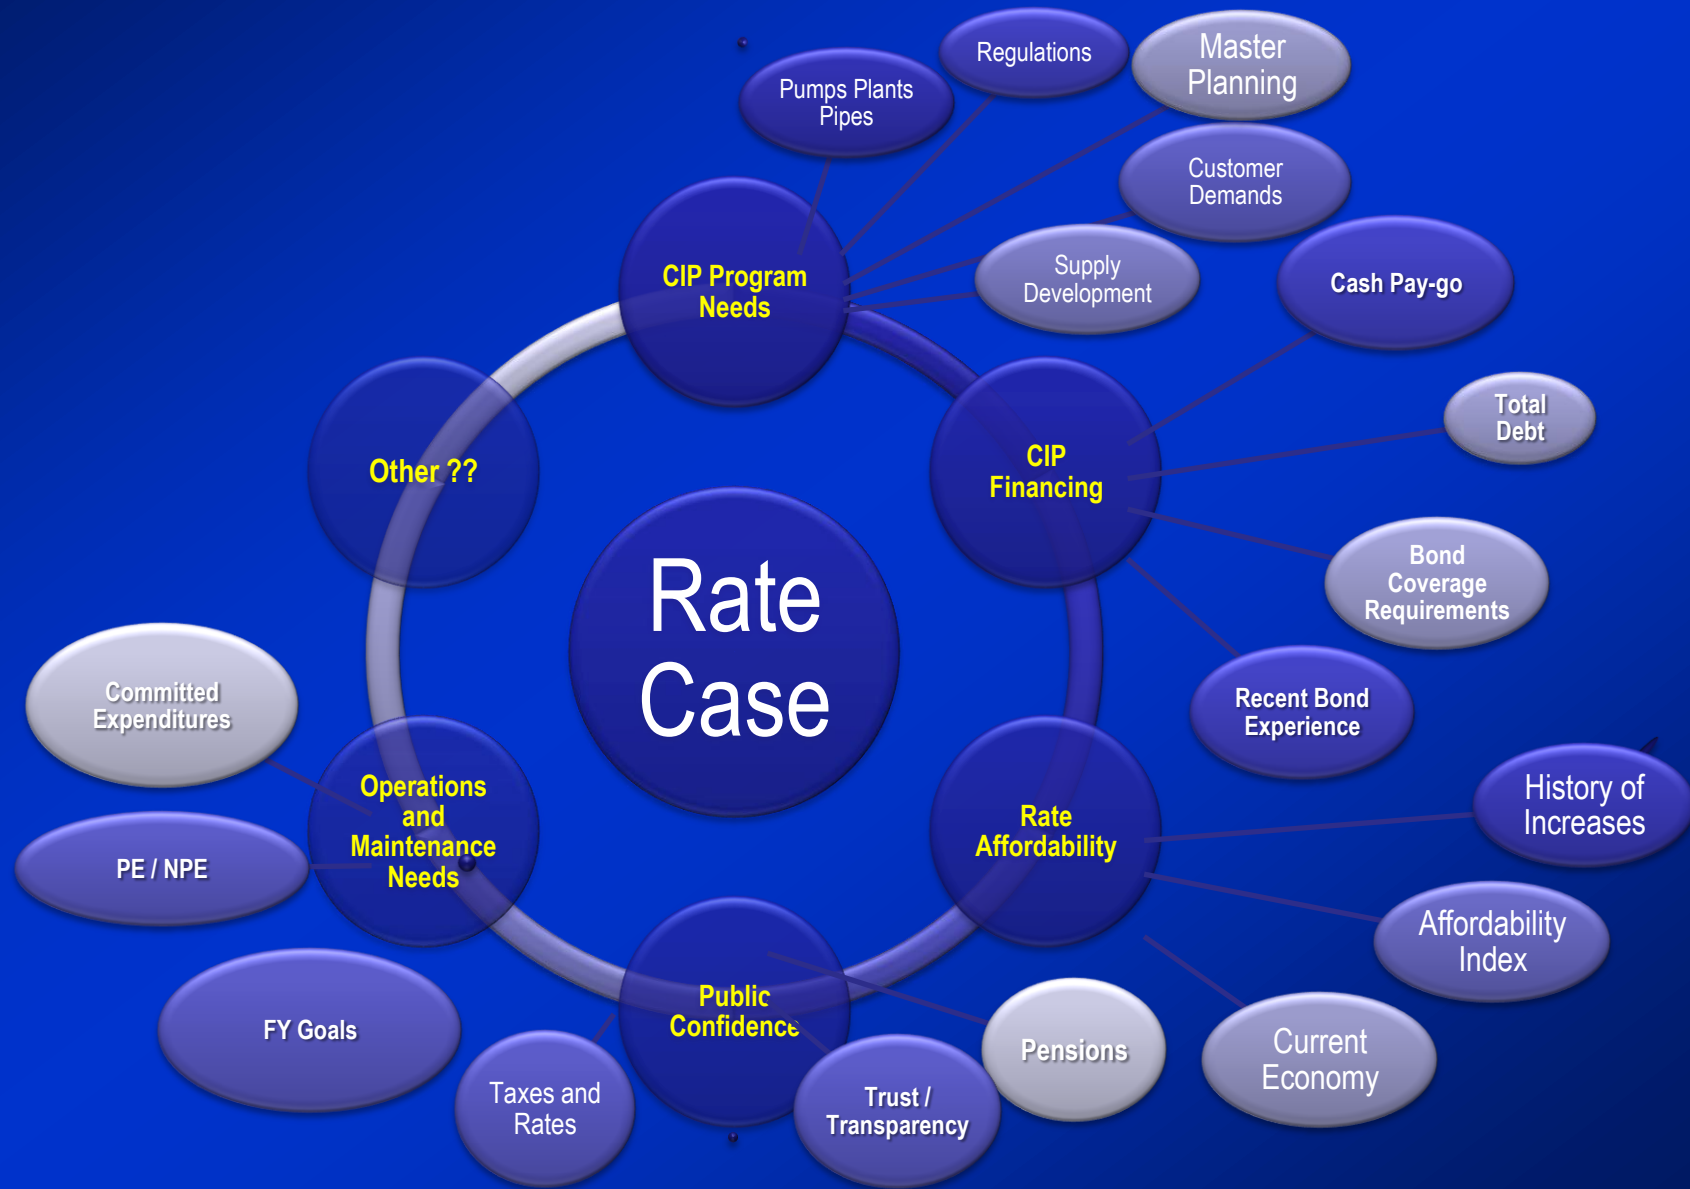 Regulations
Master
Planning
Pumps Plants
Pipes
Customer
Demands
Supply
Development
CIP Program
Needs
Cash Pay-go
Total
Debt
CIP
Financing
Other ??
Bond
Coverage
Requirements
Rate
Case
Recent Bond
Experience
Committed
Expenditures
Operations
and
Maintenance
Needs
Rate
Affordability
History of
Increases
PE / NPE
Affordability
Index
Public
Confidence
FY Goals
Pensions
Current
Economy
Taxes and
Rates
Trust /
Transparency